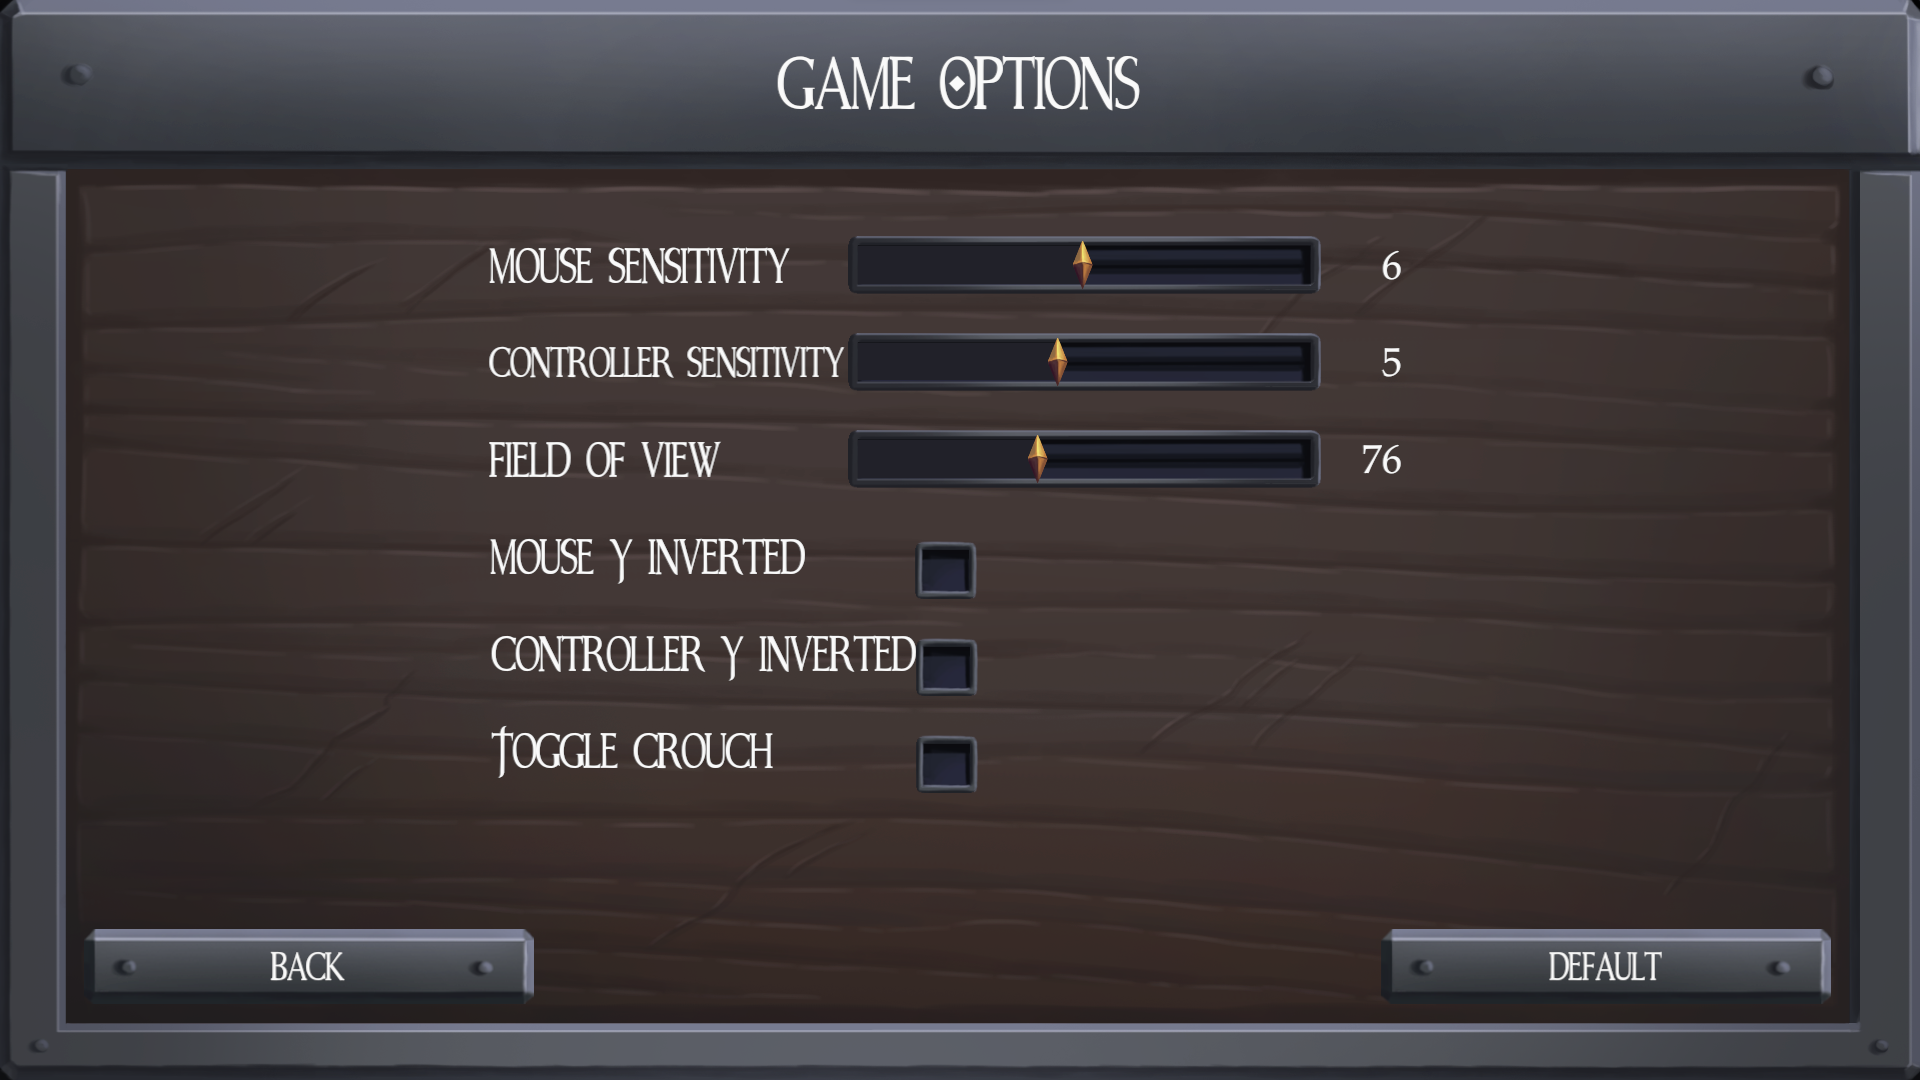 GAME OPTIONS
MOUSE SENSITIVITY 6
CONTROLLER SENSITIVITY 5
FIELD OF VIEW 76
MOUSE Y INVERTED
CONTROLLER Y INVERTED
TOGGLE CROUCH
BACK DEFAULT